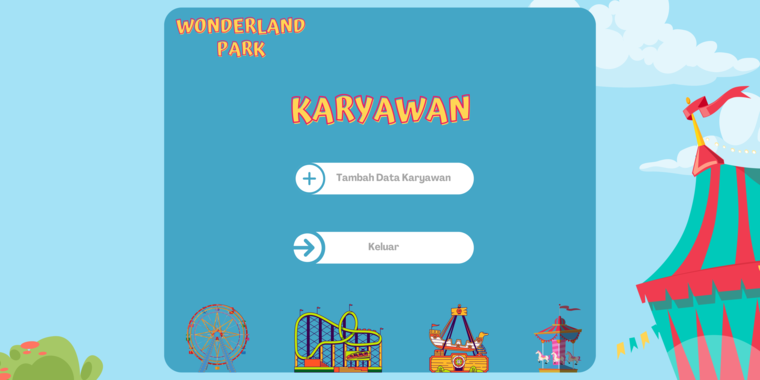 WONDERLAND
PARK
KARYAWAN
Tambah Data Karyawan
Keluar